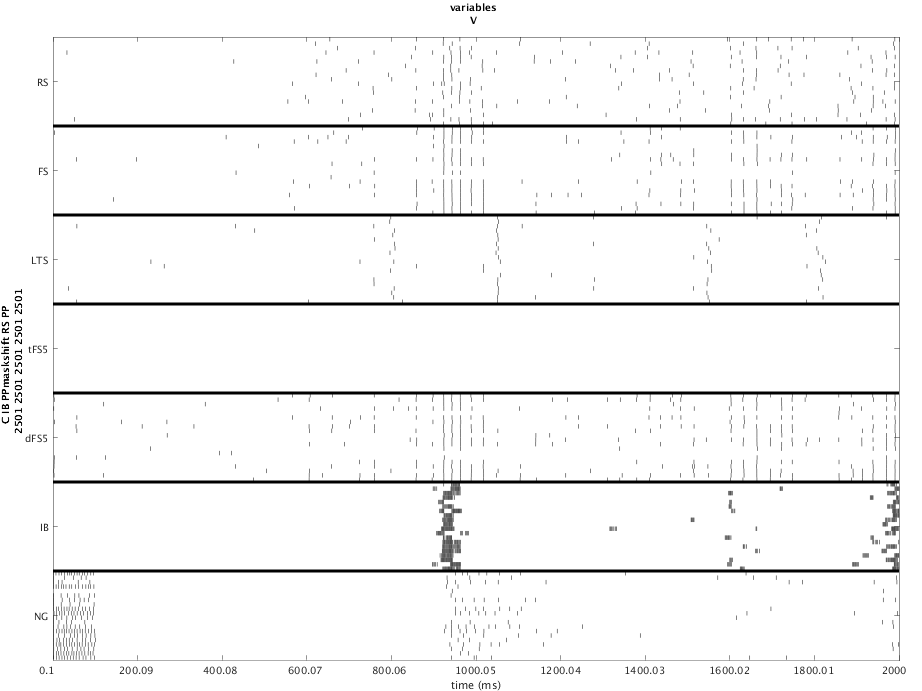 variables
V
RS
FS
LTS
tFS5
dFS5
IB
NG
C IB PPmaskshift RS PP
2501 2501 2501 2501 2501
0.1 200.09 400.08 600.07 800.06 1000.05 1200.04 1400.03 1600.02 1800.01 2000
time (ms)